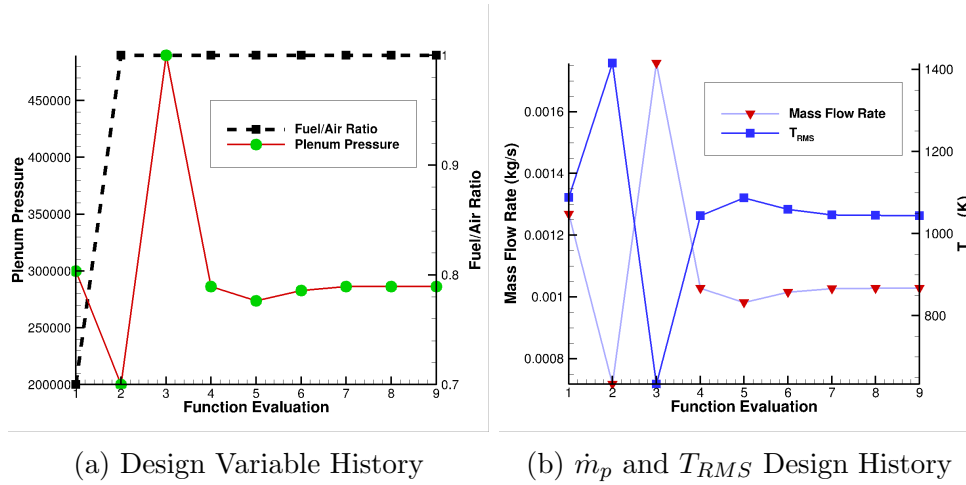 450000
400000
350000
300000
250000
200000
Plenum Pressure
1 2 3 4 5 6 7 8 9
Function Evaluation
1
0.9
0.8
0.7
Fuel/Air Ratio
Fuel/Air Ratio
Plenum Pressure
(a) Design Variable History
0.0016
0.0014
0.0012
0.001
0.0008
Mass Flow Rate (kg/s)
1 2 3 4 5 6 7 8 9
Function Evaluation
1400
1200
1000
800
T (K)
Mass Flow Rate
T_RMS
(b) ṁ_p and T_RMS Design History